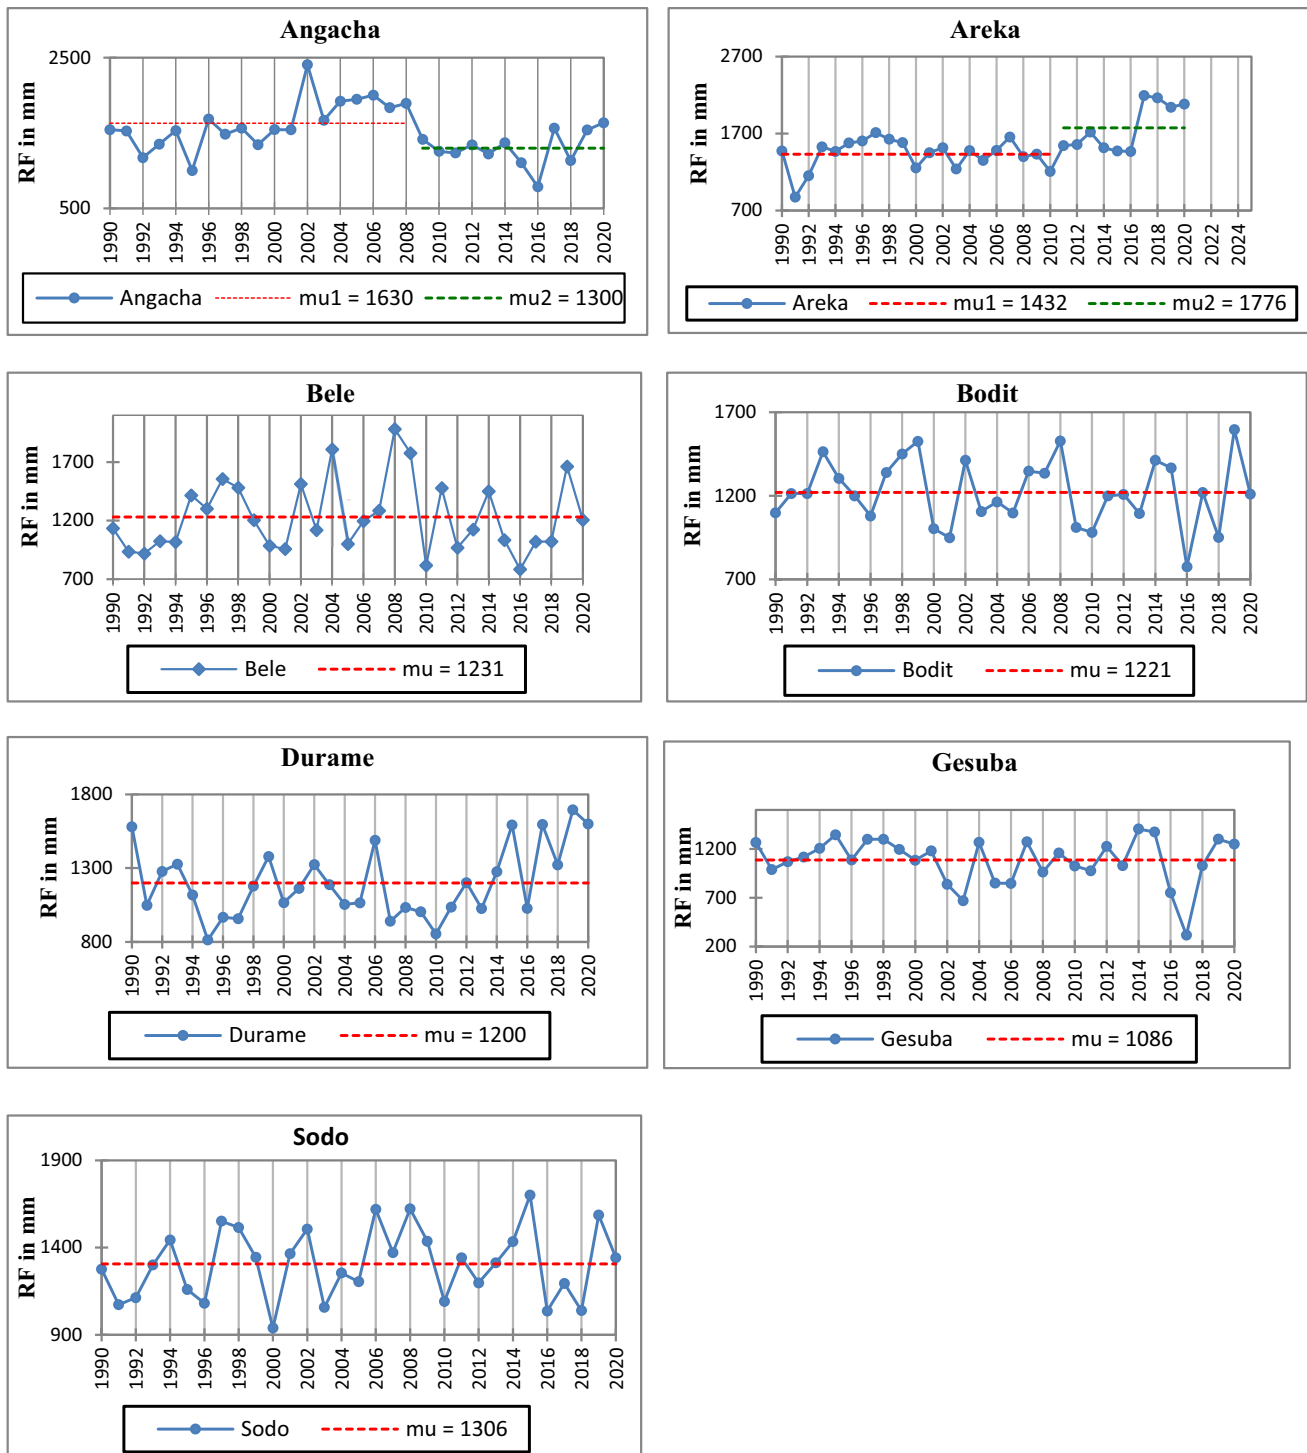 Angacha
RF in mm
2500
500
1990 1992 1994 1996 1998 2000 2002 2004 2006 2008 2010 2012 2014 2016 2018 2020
Angacha mu1 = 1630 mu2 = 1300
Areka
RF in mm
2700
1700
700
1990 1992 1994 1996 1998 2000 2002 2004 2006 2008 2010 2012 2014 2016 2018 2020 2022 2024
Areka mu1 = 1432 mu2 = 1776
Bele
RF in mm
1700
1200
700
1990 1992 1994 1996 1998 2000 2002 2004 2006 2008 2010 2012 2014 2016 2018 2020
Bele mu = 1231
Bodit
RF in mm
1700
1200
700
1990 1992 1994 1996 1998 2000 2002 2004 2006 2008 2010 2012 2014 2016 2018 2020
Bodit mu = 1221
Durame
RF in mm
1800
1300
800
1990 1992 1994 1996 1998 2000 2002 2004 2006 2008 2010 2012 2014 2016 2018 2020
Durame mu = 1200
Gesuba
RF in mm
1200
700
200
1990 1992 1994 1996 1998 2000 2002 2004 2006 2008 2010 2012 2014 2016 2018 2020
Gesuba mu = 1086
Sodo
RF in mm
1900
1400
900
1990 1992 1994 1996 1998 2000 2002 2004 2006 2008 2010 2012 2014 2016 2018 2020
Sodo mu = 1306